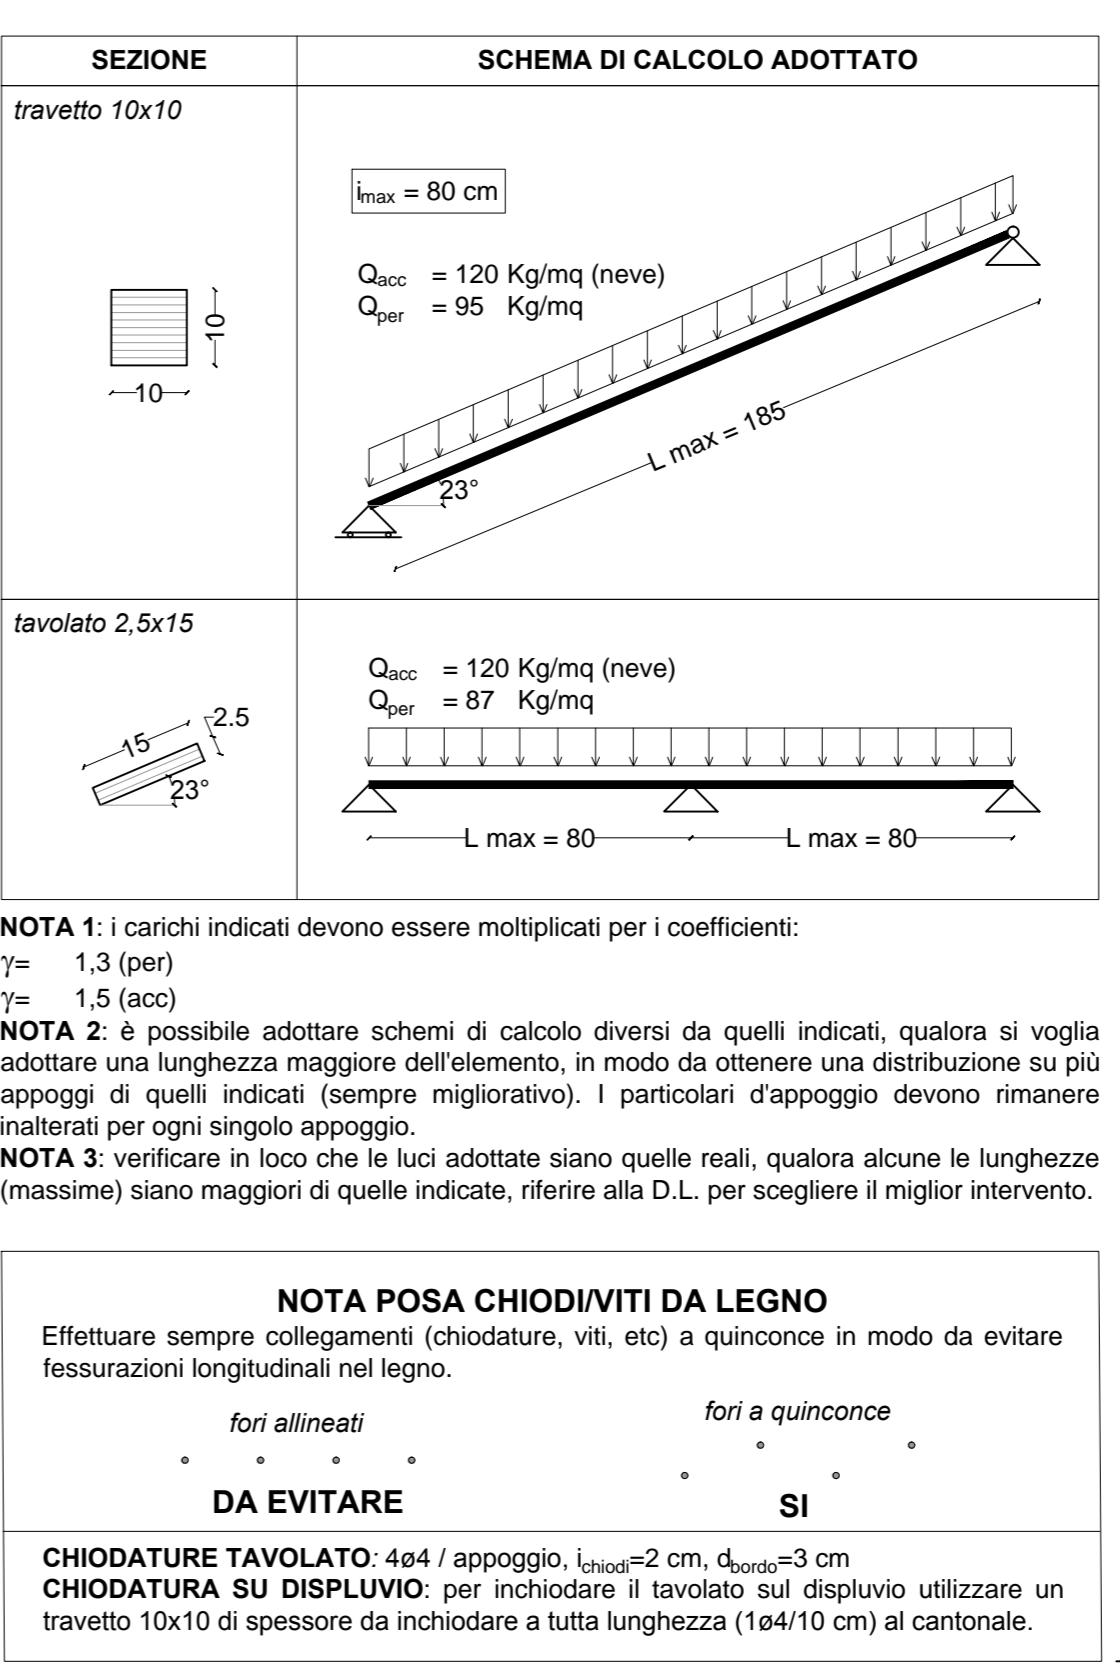 SEZIONE
SCHEMA DI CALCOLO ADOTTATO
travetto 10x10
10
10
i_max = 80 cm
Q_acc = 120 Kg/mq (neve)
Q_per = 95 Kg/mq
L max = 185
23°
tavolato 2,5x15
15
2.5
23°
Q_acc = 120 Kg/mq (neve)
Q_per = 87 Kg/mq
L max = 80
L max = 80
NOTA 1: i carichi indicati devono essere moltiplicati per i coefficienti:
γ= 1,3 (per)
γ= 1,5 (acc)
NOTA 2: è possibile adottare schemi di calcolo diversi da quelli indicati, qualora si voglia
adottare una lunghezza maggiore dell'elemento, in modo da ottenere una distribuzione su più
appoggi di quelli indicati (sempre migliorativo). I particolari d'appoggio devono rimanere
inalterati per ogni singolo appoggio.
NOTA 3: verificare in loco che le luci adottate siano quelle reali, qualora alcune le lunghezze
(massime) siano maggiori di quelle indicate, riferire alla D.L. per scegliere il miglior intervento.
NOTA POSA CHIODI/VITI DA LEGNO
Effettuare sempre collegamenti (chiodature, viti, etc) a quinconce in modo da evitare
fessurazioni longitudinali nel legno.
fori allineati
DA EVITARE
fori a quinconce
SI
CHIODATURE TAVOLATO: 4ø4 / appoggio, i_chiodi=2 cm, d_bordo=3 cm
CHIODATURA SU DISPLUVIO: per inchiodare il tavolato sul displuvio utilizzare un
travetto 10x10 di spessore da inchiodare a tutta lunghezza (1ø4/10 cm) al cantonale.